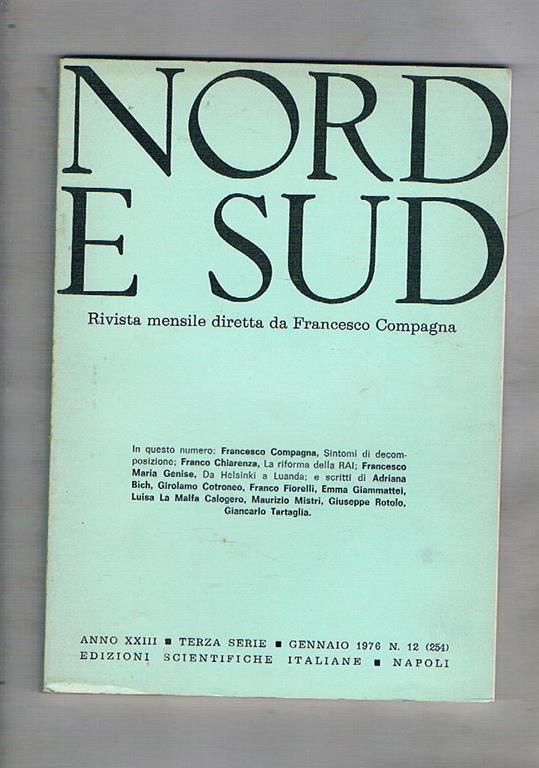 NORD
E SUD
Rivista mensile diretta da Francesco Compagna
In questo numero: Francesco Compagna, Sintomi di decom-
posizione; Franco Chiarenza, La riforma della RAI; Francesco
Maria Genise, Da Helsinki a Luanda; e scritti di Adriana
Bich, Girolamo Cotroneo, Franco Fiorelli, Emma Giammattei,
Luisa La Malfa Calogero, Maurizio Mistri, Giuseppe Rotolo,
Giancarlo Tartaglia.
ANNO XXIII ■ TERZA SERIE ■ GENNAIO 1976 N. 12 (254)
EDIZIONI SCIENTIFICHE ITALIANE ■ NAPOLI